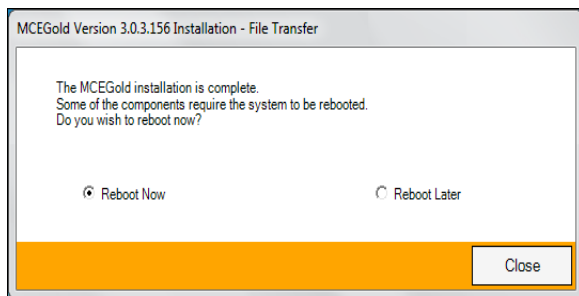 MCEGold Version 3.0.3.156 Installation - File Transfer
The MCEGold installation is complete.
Some of the components require the system to be rebooted.
Do you wish to reboot now?
Reboot Now
Reboot Later
Close